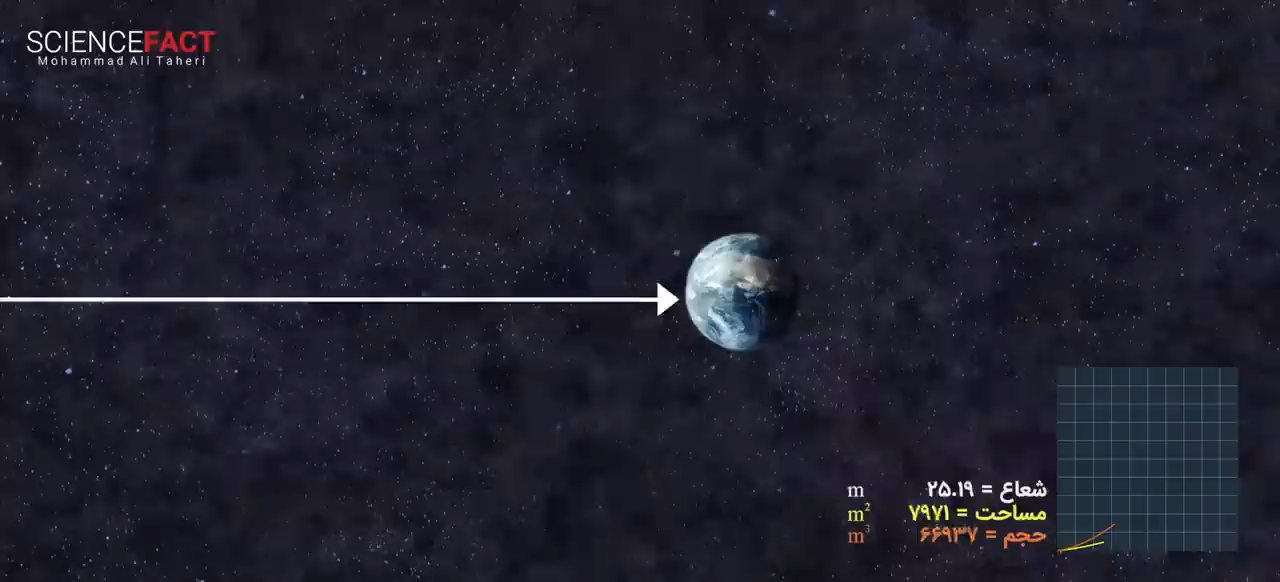 SCIENCEFACT
Mohammad Ali Taheri
شعاع = ۲۵.۱۹ m
مساحت = ۷۹۷۱ m²
حجم = ۶۶۹۳۷ m³